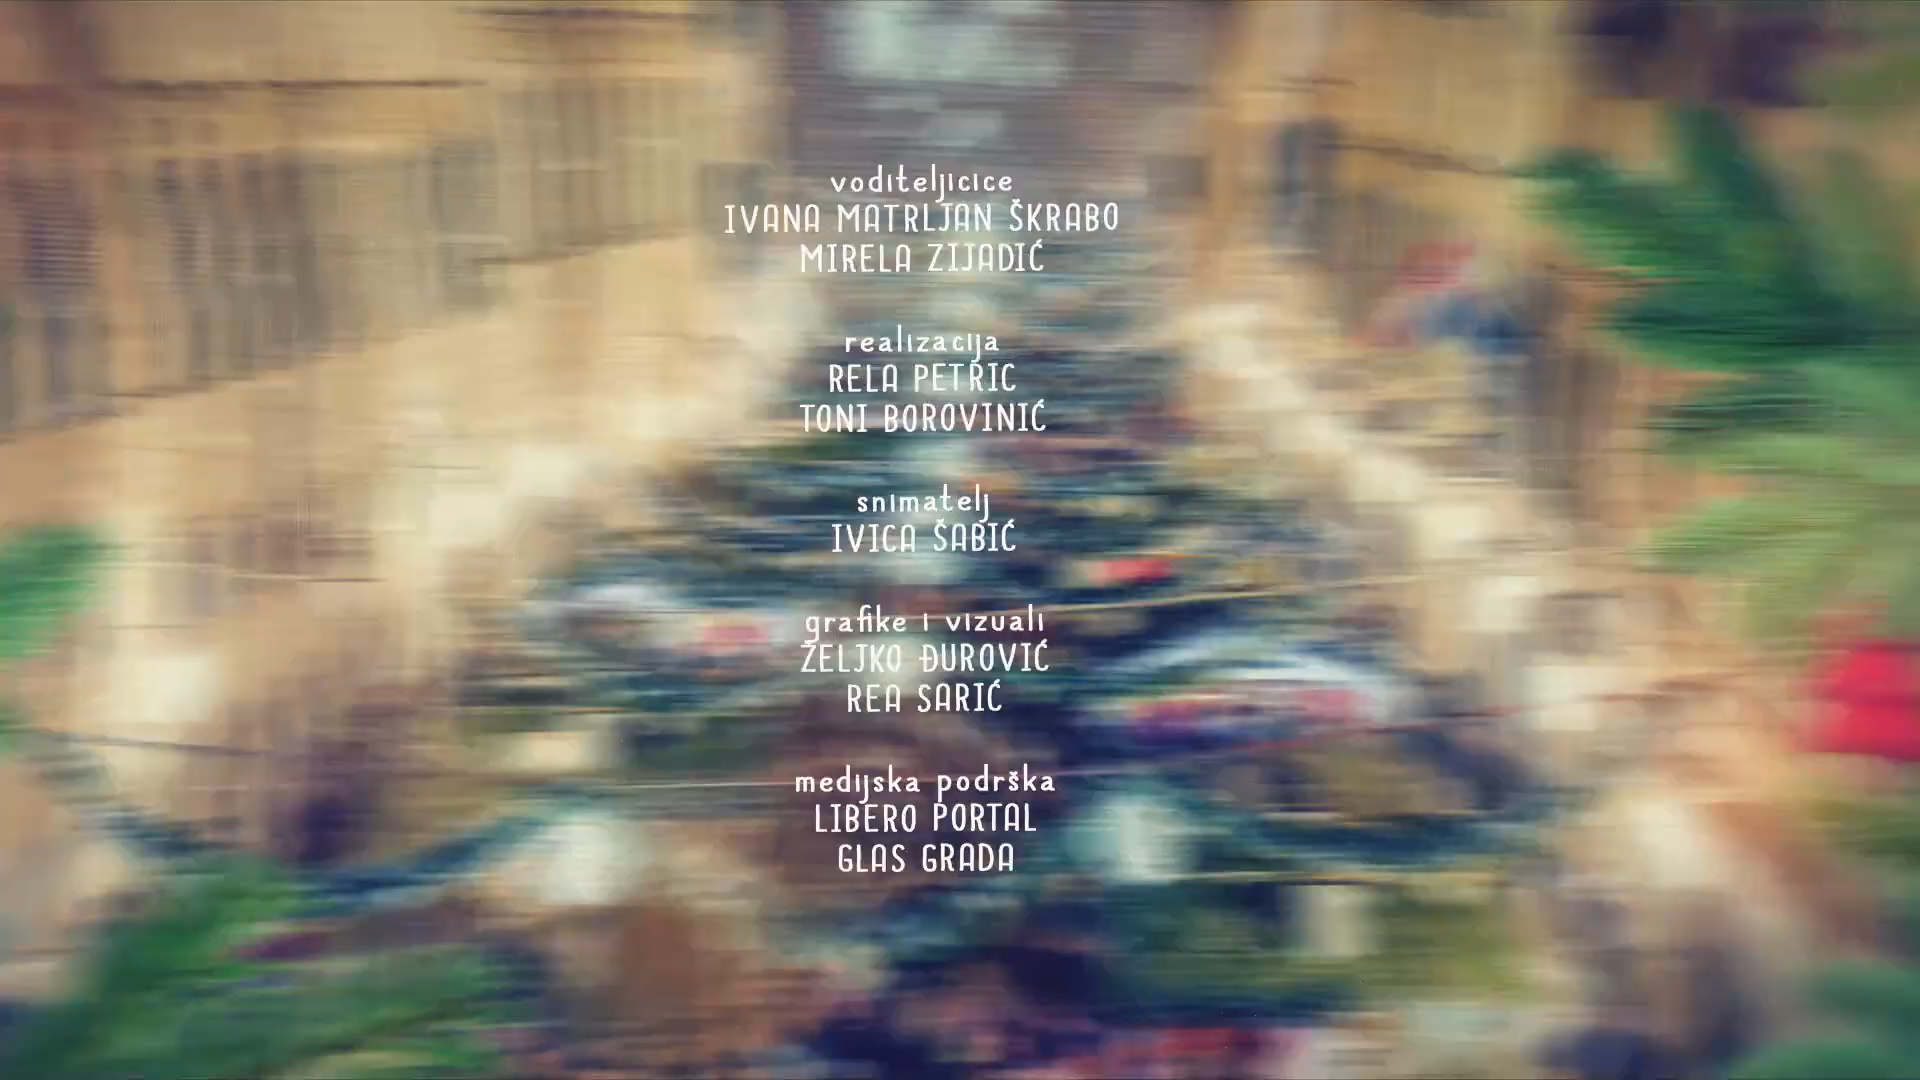 voditeljicice
IVANA MATRLJAN ŠKRABO
MIRELA ZIJADIĆ
realizacija
RELA PETRIC
TONI BOROVINIĆ
snimatelj
IVICA ŠABIĆ
grafike i vizuali
ŽELJKO ĐUROVIĆ
REA SARIĆ
medijska podrška
LIBERO PORTAL
GLAS GRADA